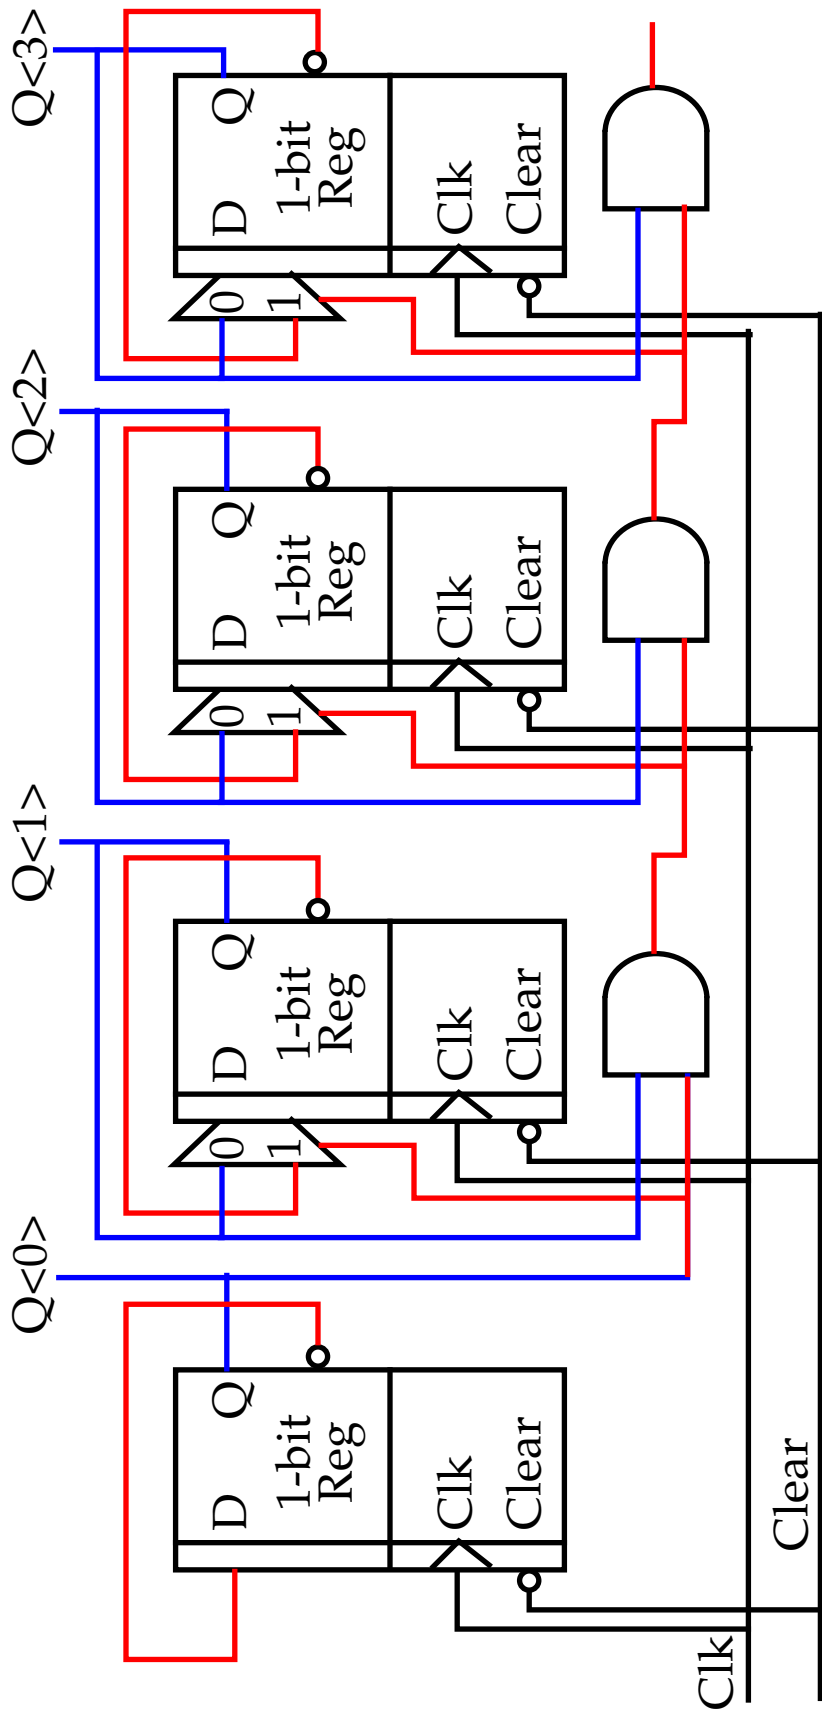 Q<0>
Q<1>
Q<2>
Q<3>
D
Q
1-bit
Reg
Clk
Clear
0
1
D
Q
1-bit
Reg
Clk
Clear
0
1
D
Q
1-bit
Reg
Clk
Clear
0
1
D
Q
1-bit
Reg
Clk
Clear
Clk
Clear